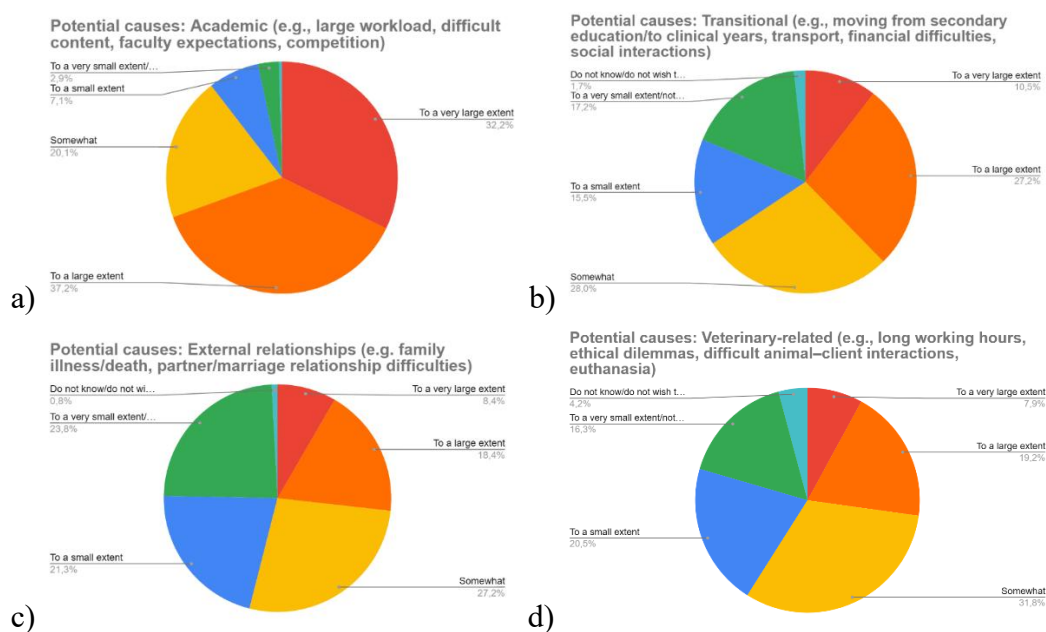 Potential causes: Academic (e.g., large workload, difficult
content, faculty expectations, competition)
To a very small extent/…
2,9%
To a small extent
7,1%
Somewhat
20,1%
To a large extent
37,2%
To a very large extent
32,2%
a)
Potential causes: Transitional (e.g., moving from secondary
education/to clinical years, transport, financial difficulties,
social interactions)
Do not know/do not wish t…
1,7%
To a very small extent/not…
17,2%
To a small extent
15,5%
Somewhat
28,0%
To a very large extent
10,5%
To a large extent
27,2%
b)
Potential causes: External relationships (e.g. family
illness/death, partner/marriage relationship difficulties)
Do not know/do not wi…
0,8%
To a very small extent/…
23,8%
To a small extent
21,3%
To a very large extent
8,4%
To a large extent
18,4%
Somewhat
27,2%
c)
Potential causes: Veterinary-related (e.g., long working hours,
ethical dilemmas, difficult animal–client interactions,
euthanasia)
Do not know/do not wish t…
4,2%
To a very small extent/not…
16,3%
To a small extent
20,5%
To a very large extent
7,9%
To a large extent
19,2%
Somewhat
31,8%
d)